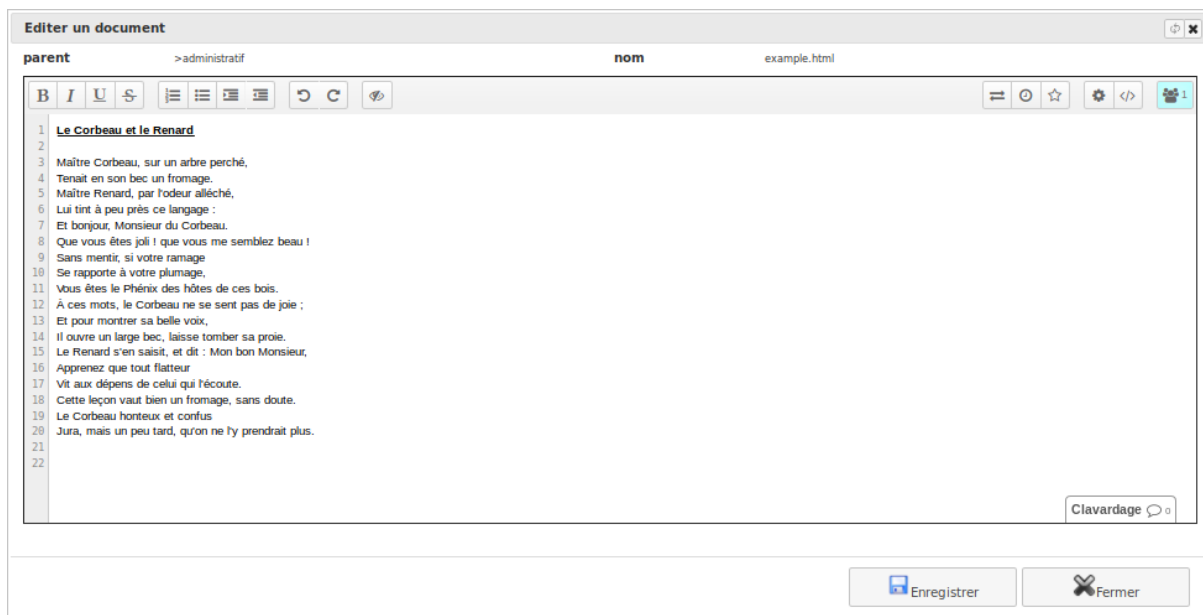 Editer un document
parent >administratif nom example.html
B I U S 1
1 Le Corbeau et le Renard
2
3 Maître Corbeau, sur un arbre perché,
4 Tenait en son bec un fromage.
5 Maître Renard, par l'odeur alléché,
6 Lui tint à peu près ce langage :
7 Et bonjour, Monsieur du Corbeau.
8 Que vous êtes joli ! que vous me semblez beau !
9 Sans mentir, si votre ramage
10 Se rapporte à votre plumage,
11 Vous êtes le Phénix des hôtes de ces bois.
12 À ces mots, le Corbeau ne se sent pas de joie ;
13 Et pour montrer sa belle voix,
14 Il ouvre un large bec, laisse tomber sa proie.
15 Le Renard s'en saisit, et dit : Mon bon Monsieur,
16 Apprenez que tout flatteur
17 Vit aux dépens de celui qui l'écoute.
18 Cette leçon vaut bien un fromage, sans doute.
19 Le Corbeau honteux et confus
20 Jura, mais un peu tard, qu'on ne l'y prendrait plus.
21
22
Clavardage 0
Enregistrer Fermer